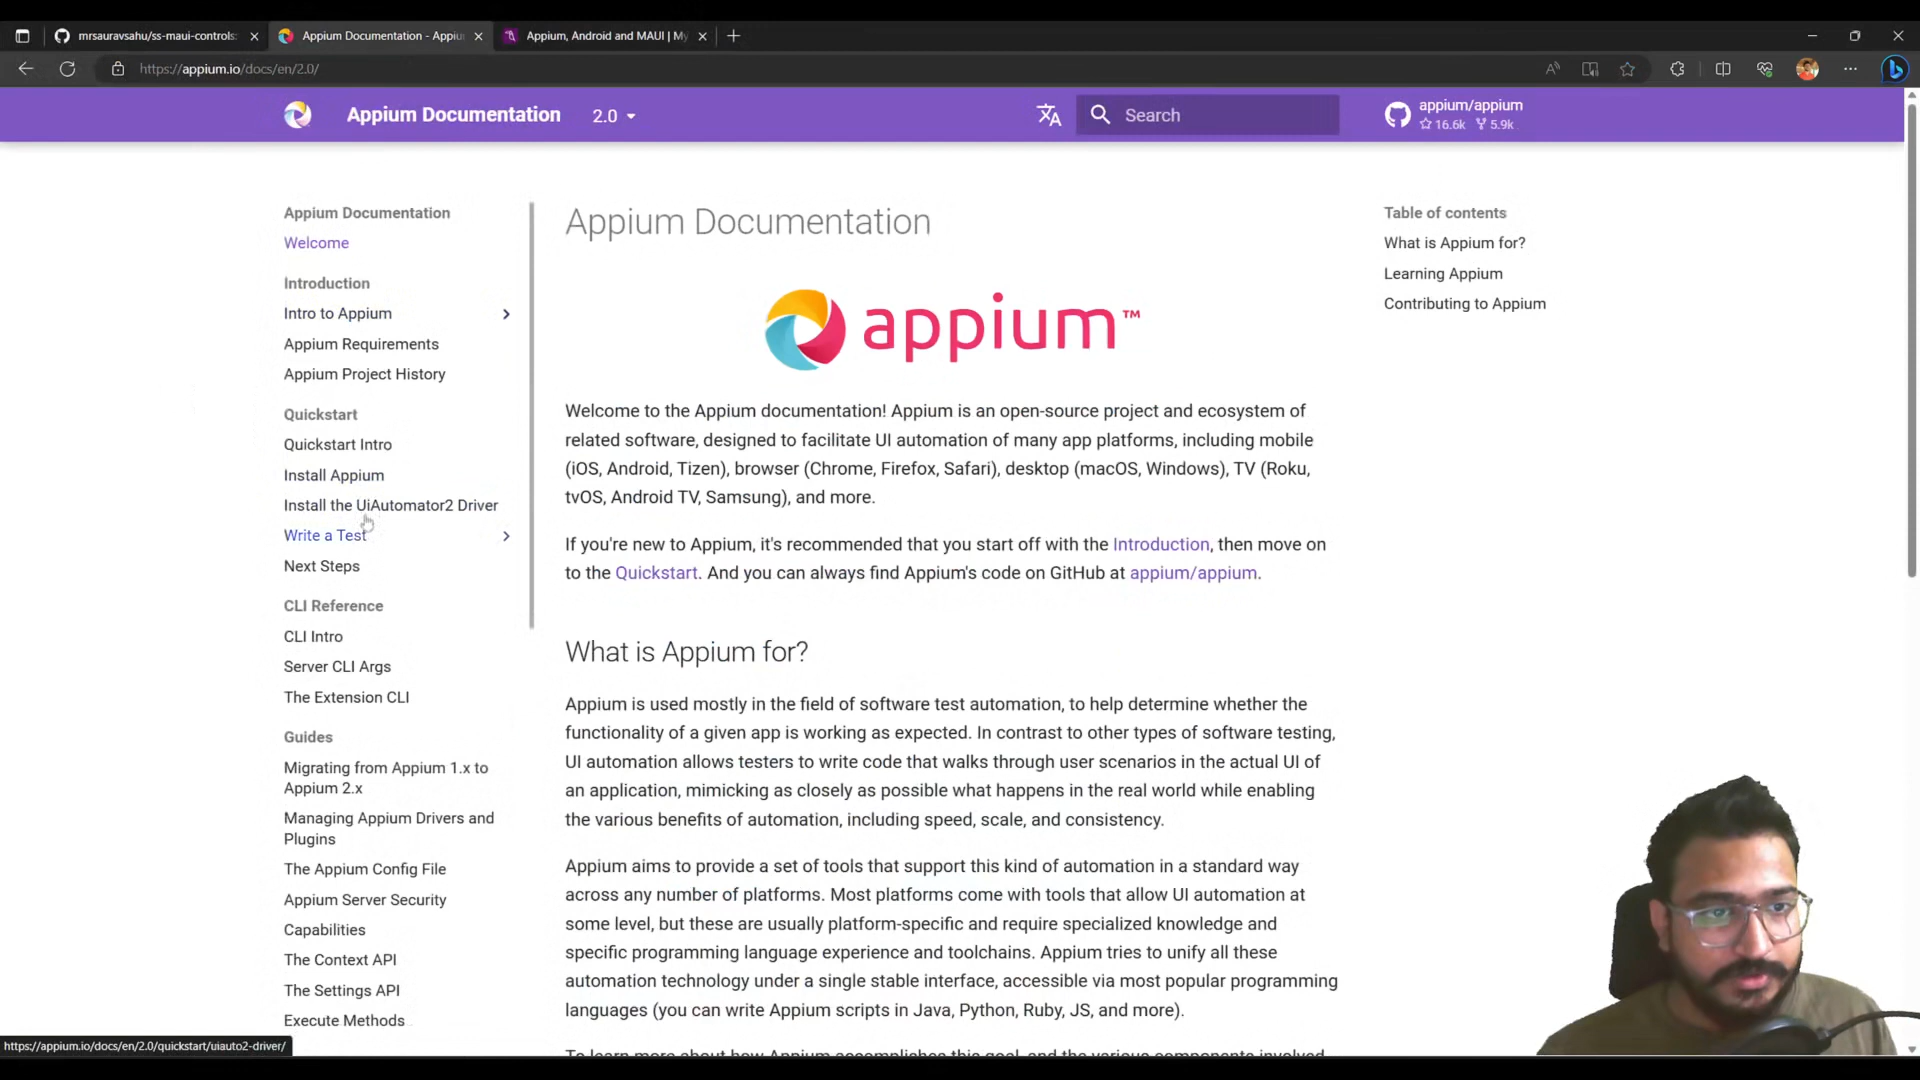 mrsauravsahu/ss-maui-controls:
Appium Documentation - Appiu
Appium, Android and MAUI | My
https://appium.io/docs/en/2.0/
Appium Documentation
2.0
Search
appium/appium
16.6k 5.9k
Appium Documentation
Welcome
Introduction
Intro to Appium
Appium Requirements
Appium Project History
Quickstart
Quickstart Intro
Install Appium
Install the UiAutomator2 Driver
Write a Test
Next Steps
CLI Reference
CLI Intro
Server CLI Args
The Extension CLI
Guides
Migrating from Appium 1.x to
Appium 2.x
Managing Appium Drivers and
Plugins
The Appium Config File
Appium Server Security
Capabilities
The Context API
The Settings API
Execute Methods
Appium Documentation
appium™
Welcome to the Appium documentation! Appium is an open-source project and ecosystem of
related software, designed to facilitate UI automation of many app platforms, including mobile
(iOS, Android, Tizen), browser (Chrome, Firefox, Safari), desktop (macOS, Windows), TV (Roku,
tvOS, Android TV, Samsung), and more.
If you're new to Appium, it's recommended that you start off with the Introduction, then move on
to the Quickstart. And you can always find Appium's code on GitHub at appium/appium.
What is Appium for?
Appium is used mostly in the field of software test automation, to help determine whether the
functionality of a given app is working as expected. In contrast to other types of software testing,
UI automation allows testers to write code that walks through user scenarios in the actual UI of
an application, mimicking as closely as possible what happens in the real world while enabling
the various benefits of automation, including speed, scale, and consistency.
Appium aims to provide a set of tools that support this kind of automation in a standard way
across any number of platforms. Most platforms come with tools that allow UI automation at
some level, but these are usually platform-specific and require specialized knowledge and
specific programming language experience and toolchains. Appium tries to unify all these
automation technology under a single stable interface, accessible via most popular programming
languages (you can write Appium scripts in Java, Python, Ruby, JS, and more).
To learn more about how Appium accomplishes this goal, and the various components involved
Table of contents
What is Appium for?
Learning Appium
Contributing to Appium
https://appium.io/docs/en/2.0/quickstart/uiauto2-driver/